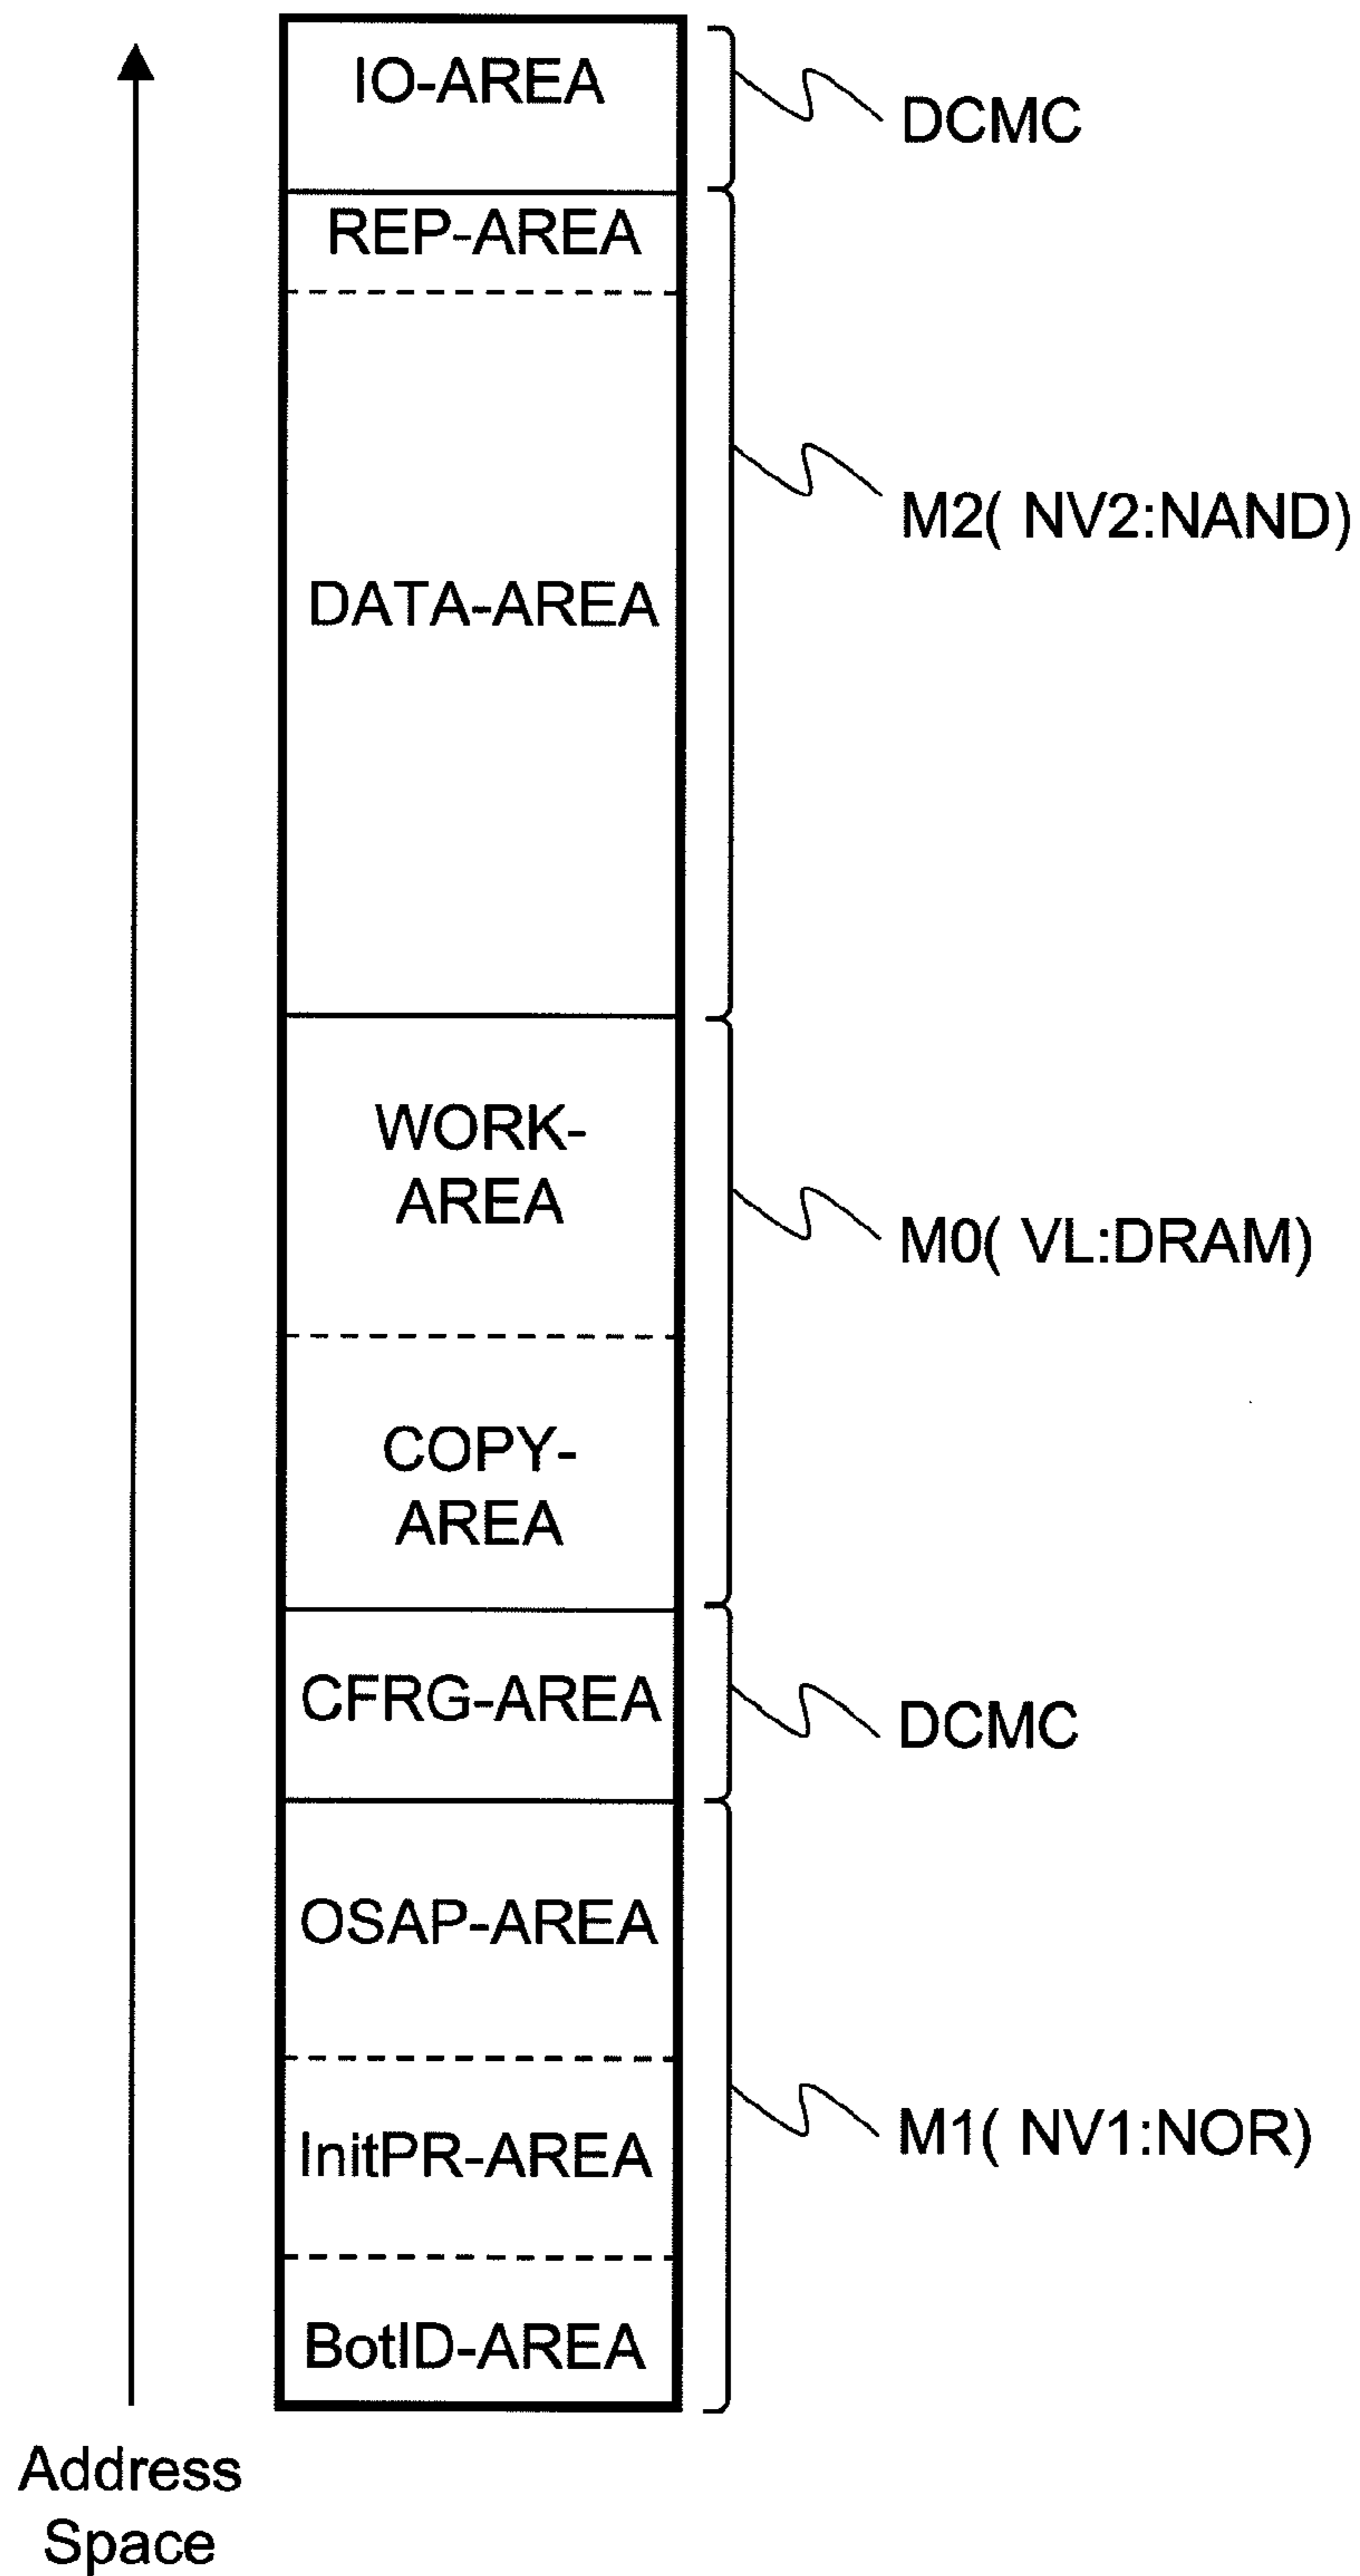 IO-AREA
DCMC
REP-AREA
M2( NV2:NAND)
DATA-AREA
WORK-
AREA
M0( VL:DRAM)
COPY-
AREA
CFRG-AREA
DCMC
OSAP-AREA
InitPR-AREA
M1( NV1:NOR)
BotID-AREA
Address
Space